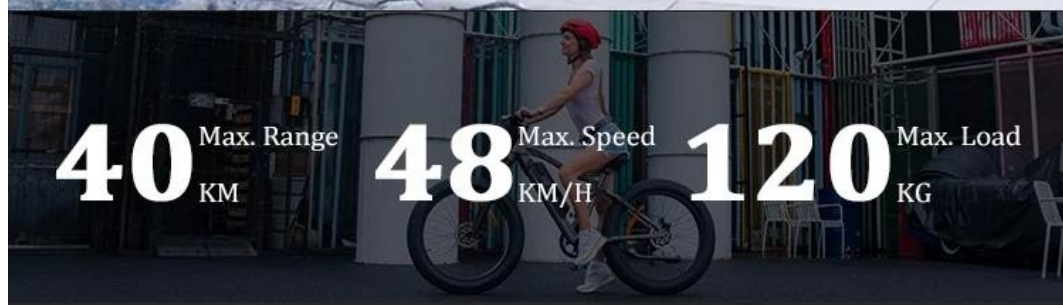 40 Max. Range
KM
48 Max. Speed
KM/H
120 Max. Load
KG